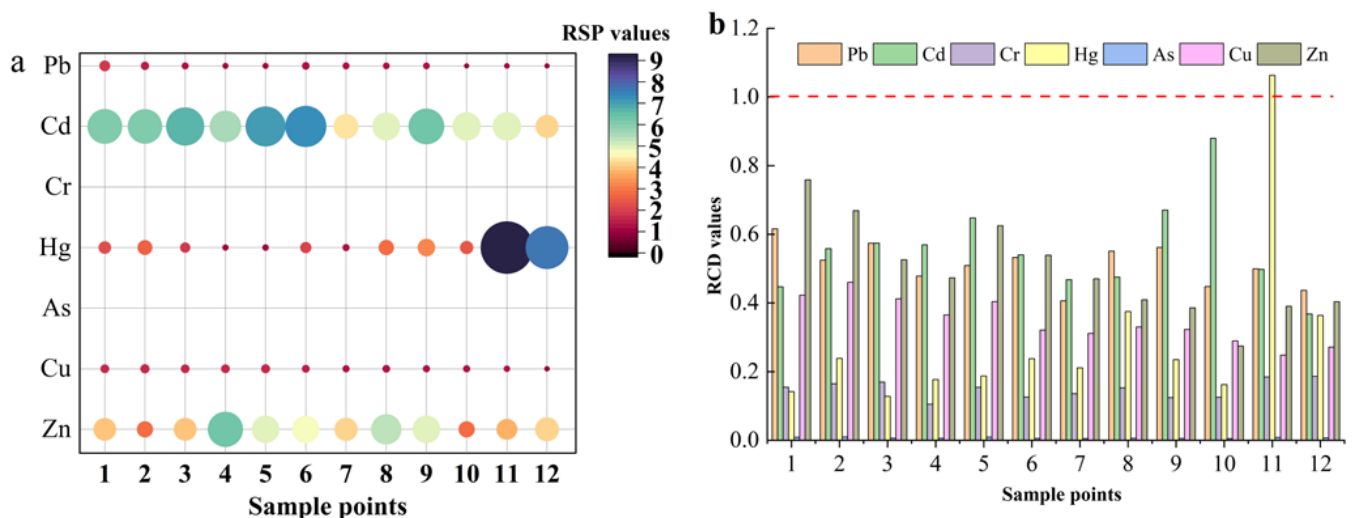 a
RSP values
Pb
Cd
Cr
Hg
As
Cu
Zn
1 2 3 4 5 6 7 8 9 10 11 12
Sample points
9
8
7
6
5
4
3
2
1
0
b
RCD values
1.2
1.0
0.8
0.6
0.4
0.2
0.0
Pb Cd Cr Hg As Cu Zn
1 2 3 4 5 6 7 8 9 10 11 12
Sample points